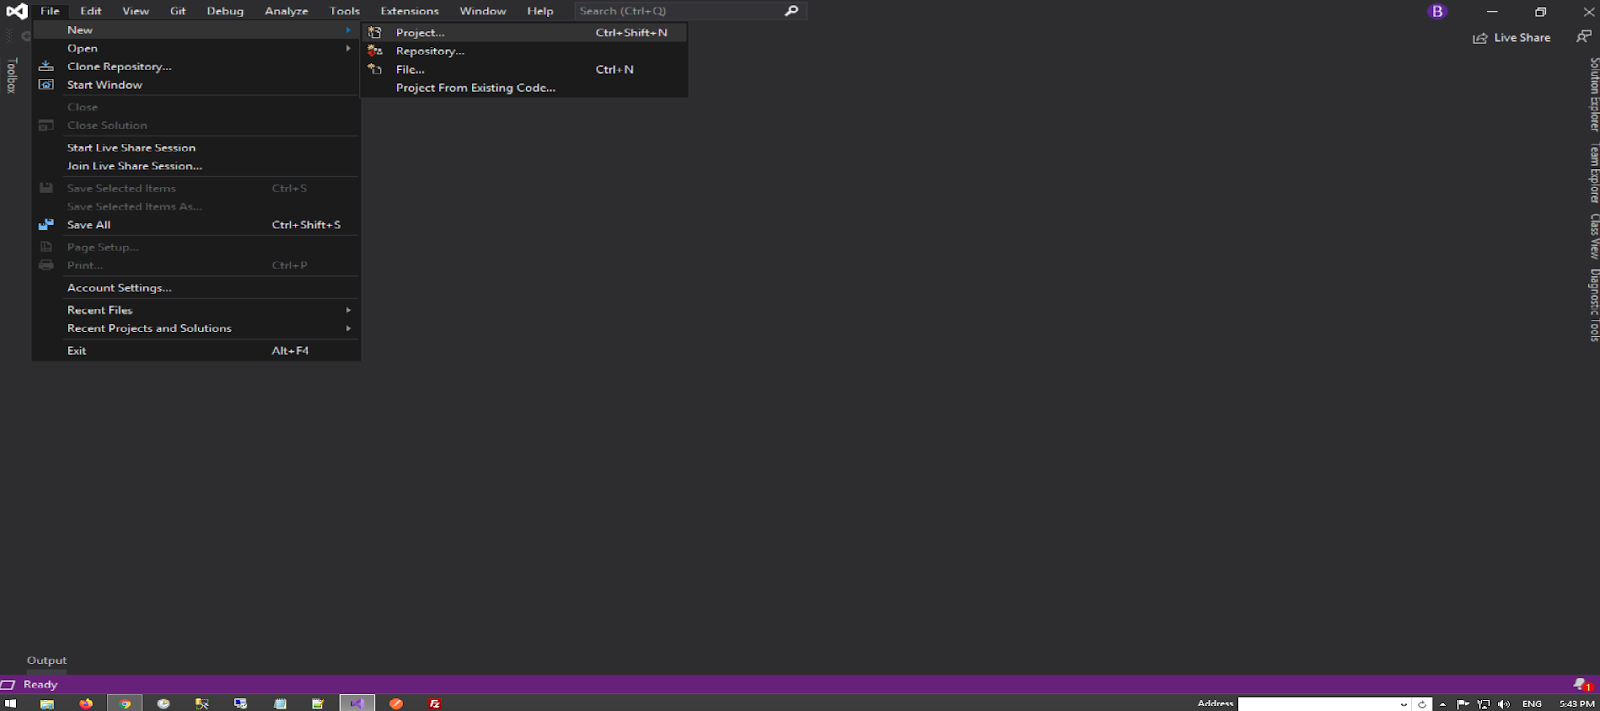 File Edit View Git Debug Analyze Tools Extensions Window Help Search (Ctrl+Q) B
Live Share
New
Open
Clone Repository...
Start Window
Close
Close Solution
Start Live Share Session
Join Live Share Session...
Save Selected Items Ctrl+S
Save Selected Items As...
Save All Ctrl+Shift+S
Page Setup...
Print... Ctrl+P
Account Settings...
Recent Files
Recent Projects and Solutions
Exit Alt+F4
Project... Ctrl+Shift+N
Repository...
File... Ctrl+N
Project From Existing Code...
Toolbox
Solution Explorer
Team Explorer
Class View
Diagnostic Tools
Output
Ready 1
Address ENG 5:43 PM